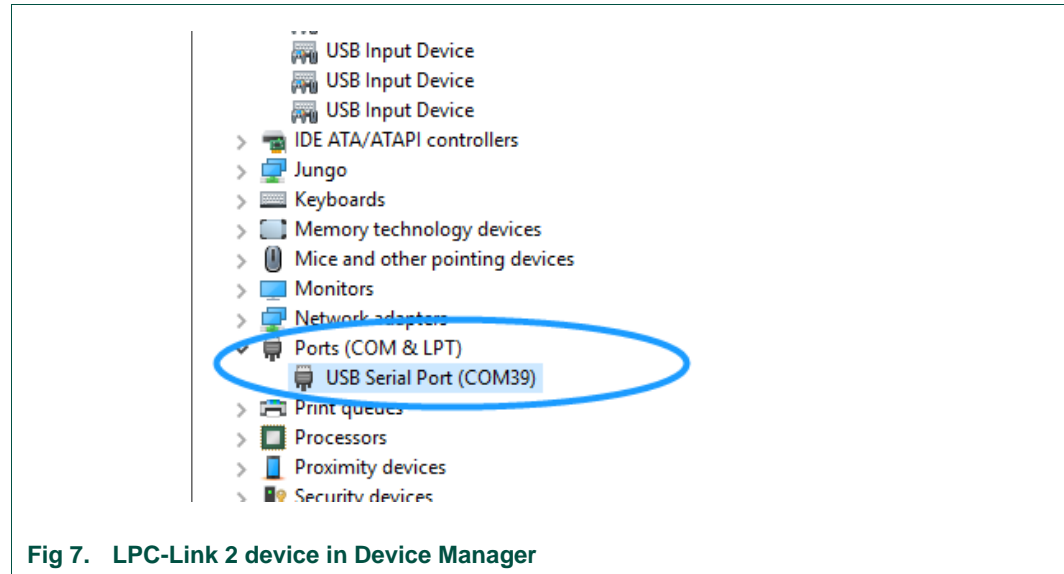 USB Input Device
USB Input Device
USB Input Device
IDE ATA/ATAPI controllers
Jungo
Keyboards
Memory technology devices
Mice and other pointing devices
Monitors
Network adapters
Ports (COM & LPT)
USB Serial Port (COM39)
Print queues
Processors
Proximity devices
Security devices
Fig 7. LPC-Link 2 device in Device Manager